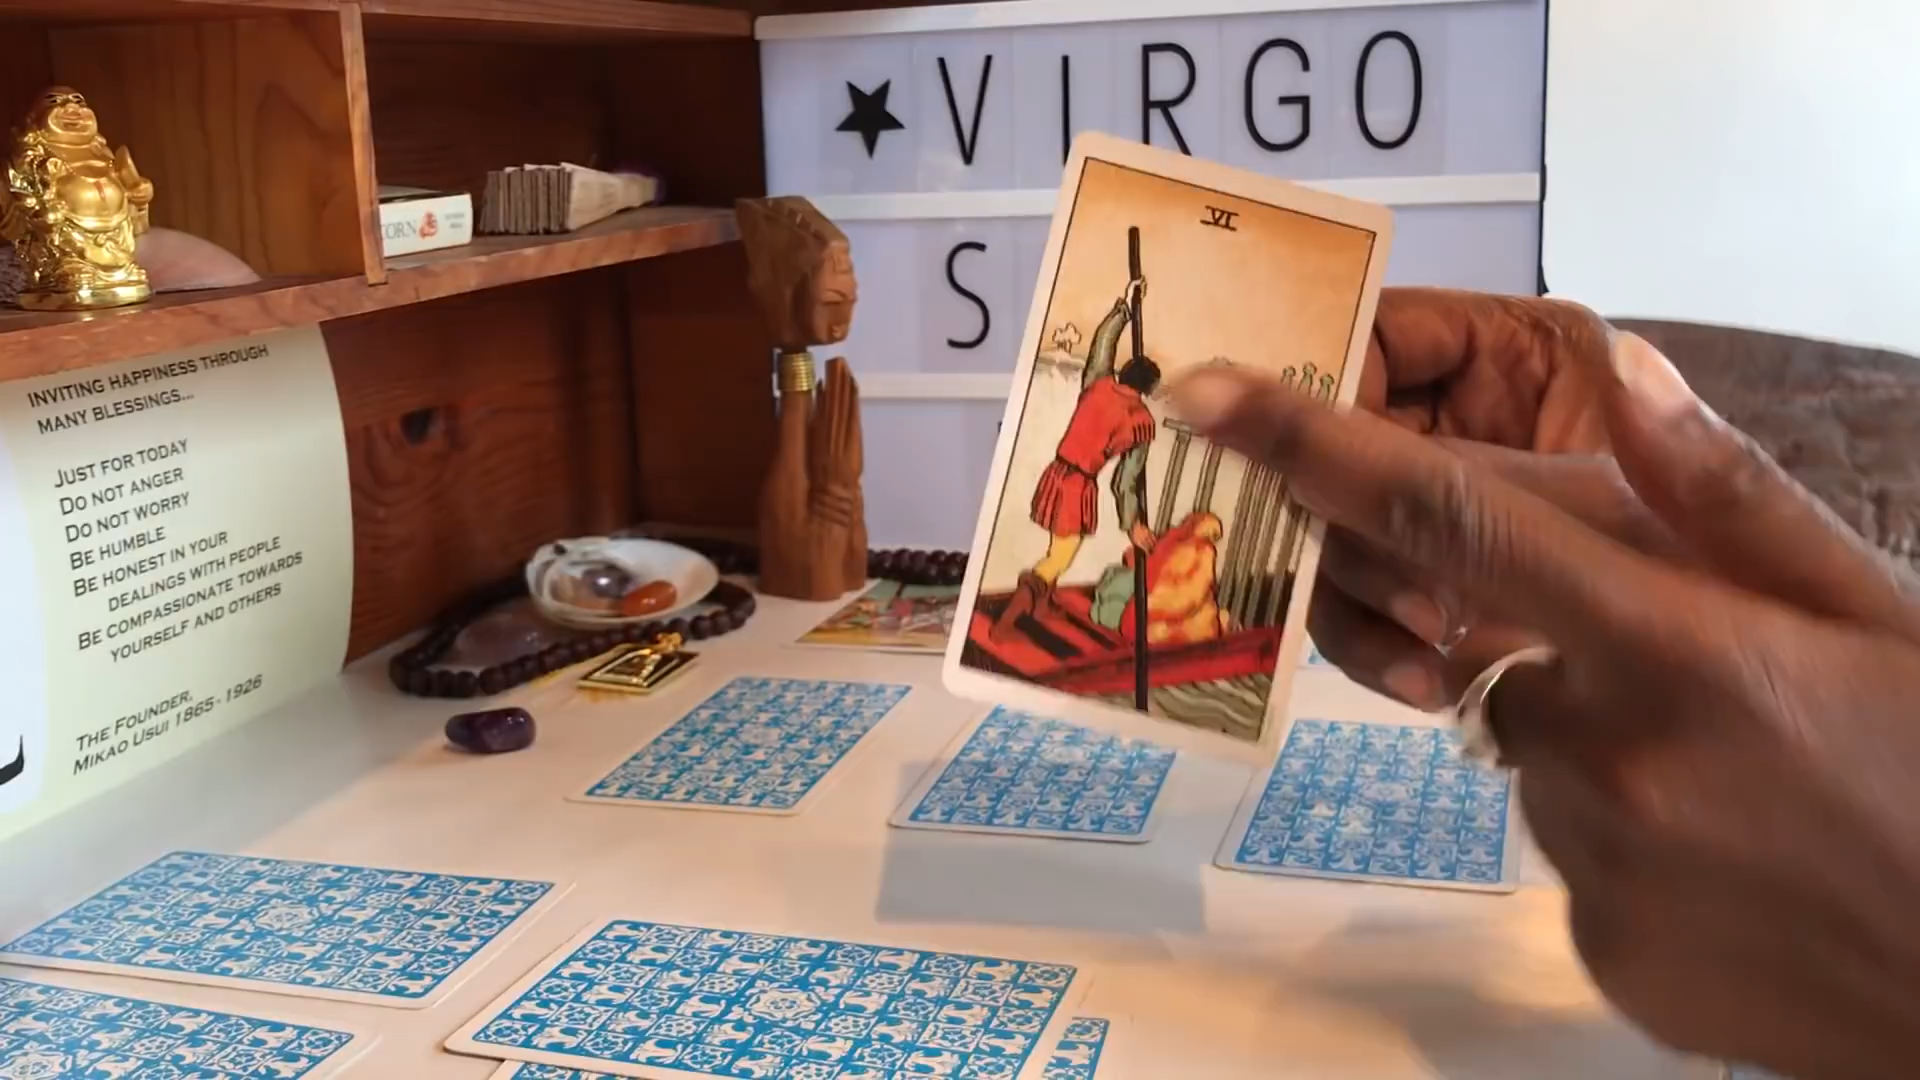 ★VIRGO
S
VI
CORN
INVITING HAPPINESS THROUGH
MANY BLESSINGS...
JUST FOR TODAY
DO NOT ANGER
DO NOT WORRY
BE HUMBLE
BE HONEST IN YOUR
DEALINGS WITH PEOPLE
BE COMPASSIONATE TOWARDS
YOURSELF AND OTHERS
THE FOUNDER,
MIKAO USUI 1865-1926